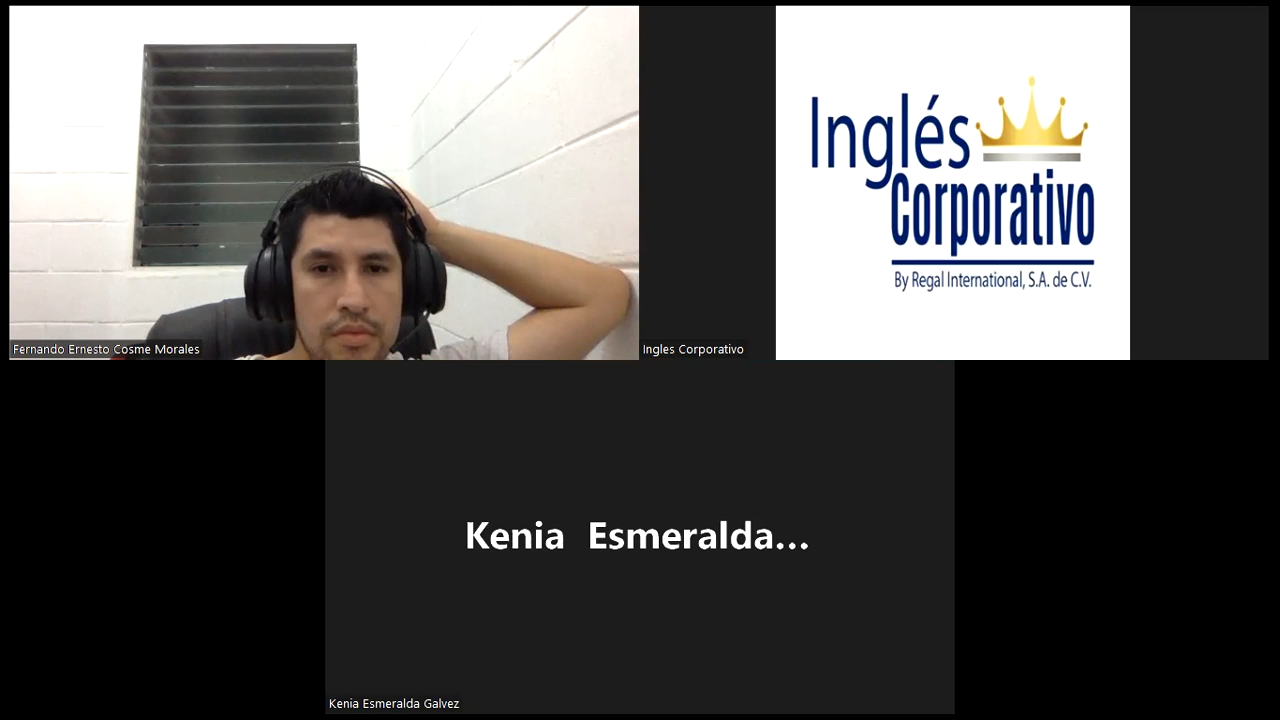 Inglés
Corporativo
By Regal International, S.A. de C.V.
Fernando Ernesto Cosme Morales
Ingles Corporativo
Kenia Esmeralda...
Kenia Esmeralda Galvez